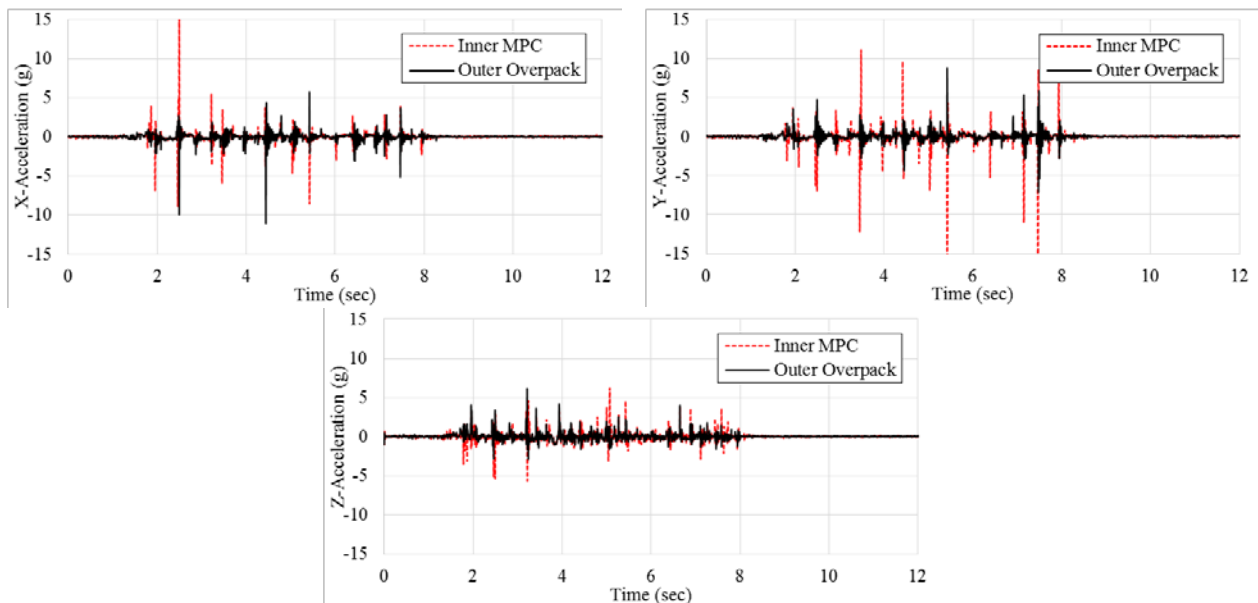 X-Acceleration (g)
15
10
5
0
-5
-10
-15
Inner MPC
Outer Overpack
0 2 4 6 8 10 12
Time (sec)
Y-Acceleration (g)
15
10
5
0
-5
-10
-15
Inner MPC
Outer Overpack
0 2 4 6 8 10 12
Time (sec)
Z-Acceleration (g)
15
10
5
0
-5
-10
-15
Inner MPC
Outer Overpack
0 2 4 6 8 10 12
Time (sec)